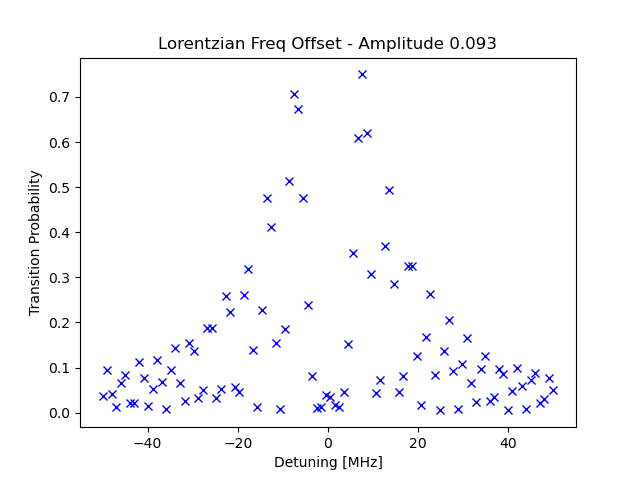 Lorentzian Freq Offset - Amplitude 0.093
Transition Probability
0.7
0.6
0.5
0.4
0.3
0.2
0.1
0.0
−40 −20 0 20 40
Detuning [MHz]